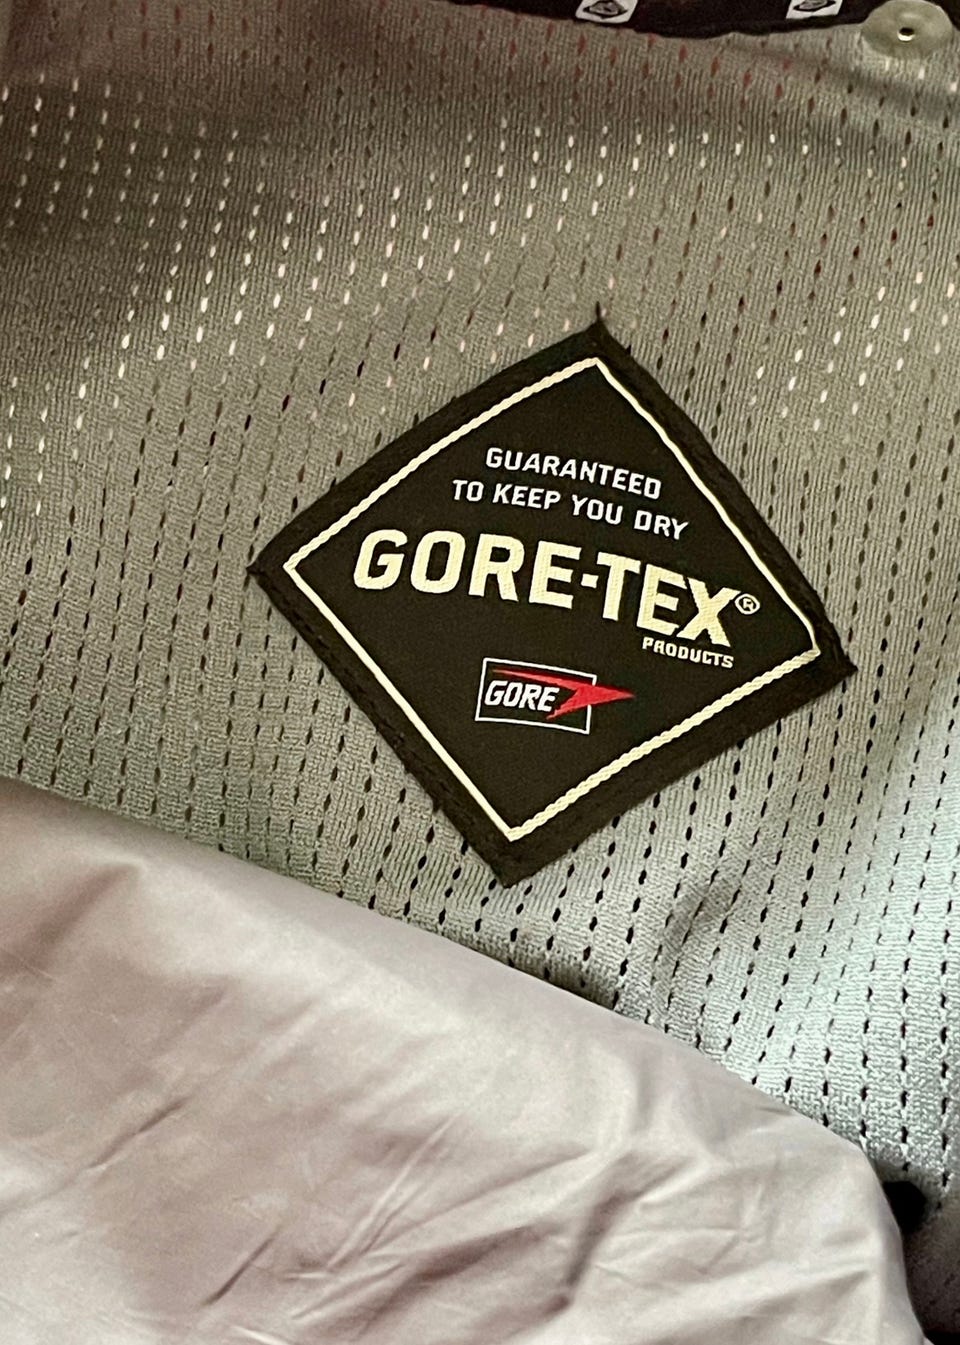 GUARANTEED
TO KEEP YOU DRY
GORE-TEX®
PRODUCTS
GORE